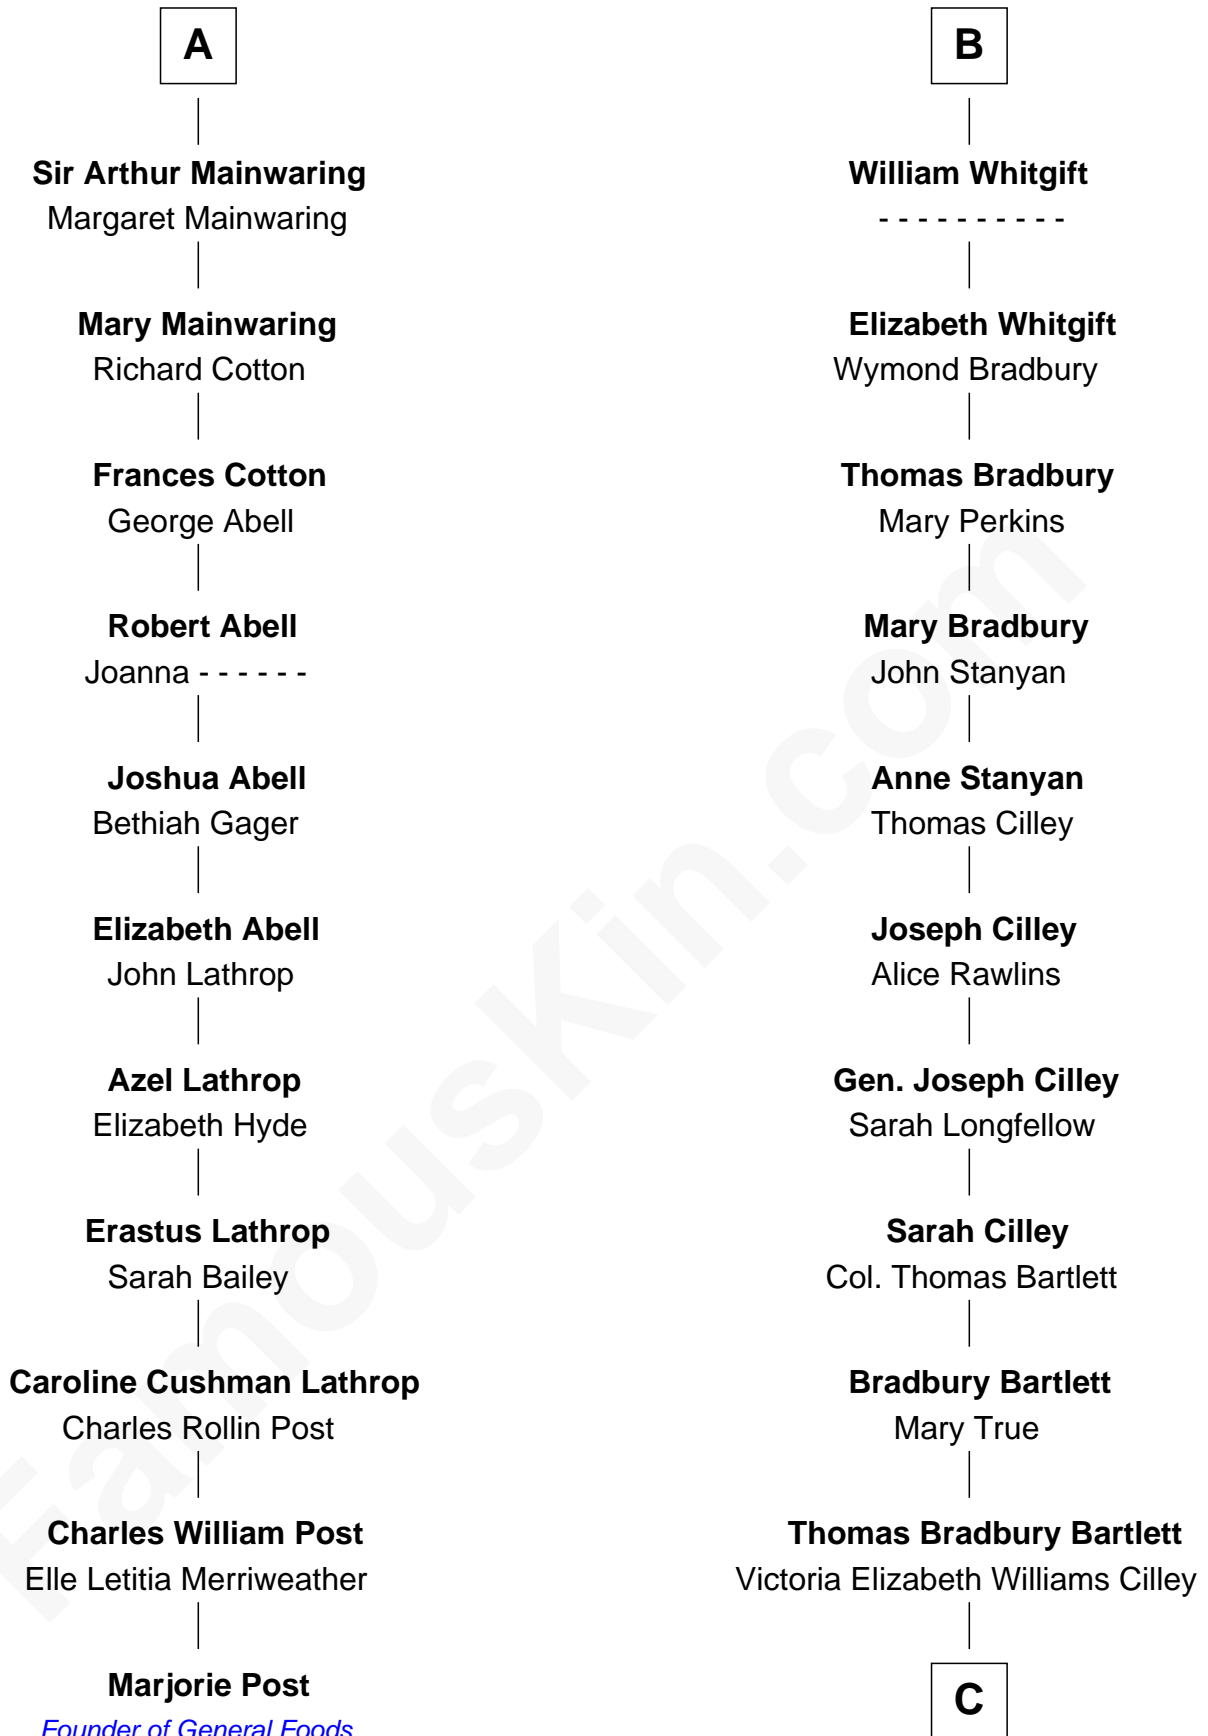 A
Sir Arthur Mainwaring
Margaret Mainwaring
Mary Mainwaring
Richard Cotton
Frances Cotton
George Abell
Robert Abell
Joanna - - - - - -
Joshua Abell
Bethiah Gager
Elizabeth Abell
John Lathrop
Azel Lathrop
Elizabeth Hyde
Erastus Lathrop
Sarah Bailey
Caroline Cushman Lathrop
Charles Rollin Post
Charles William Post
Elle Letitia Merriweather
Marjorie Post
Founder of General Foods
B
William Whitgift
- - - - - - - - - -
Elizabeth Whitgift
Wymond Bradbury
Thomas Bradbury
Mary Perkins
Mary Bradbury
John Stanyan
Anne Stanyan
Thomas Cilley
Joseph Cilley
Alice Rawlins
Gen. Joseph Cilley
Sarah Longfellow
Sarah Cilley
Col. Thomas Bartlett
Bradbury Bartlett
Mary True
Thomas Bradbury Bartlett
Victoria Elizabeth Williams Cilley
C
FamousKin.com